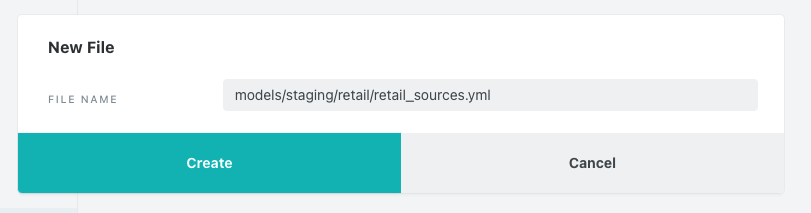 New File
FILE NAME
models/staging/retail/retail_sources.yml
Create
Cancel